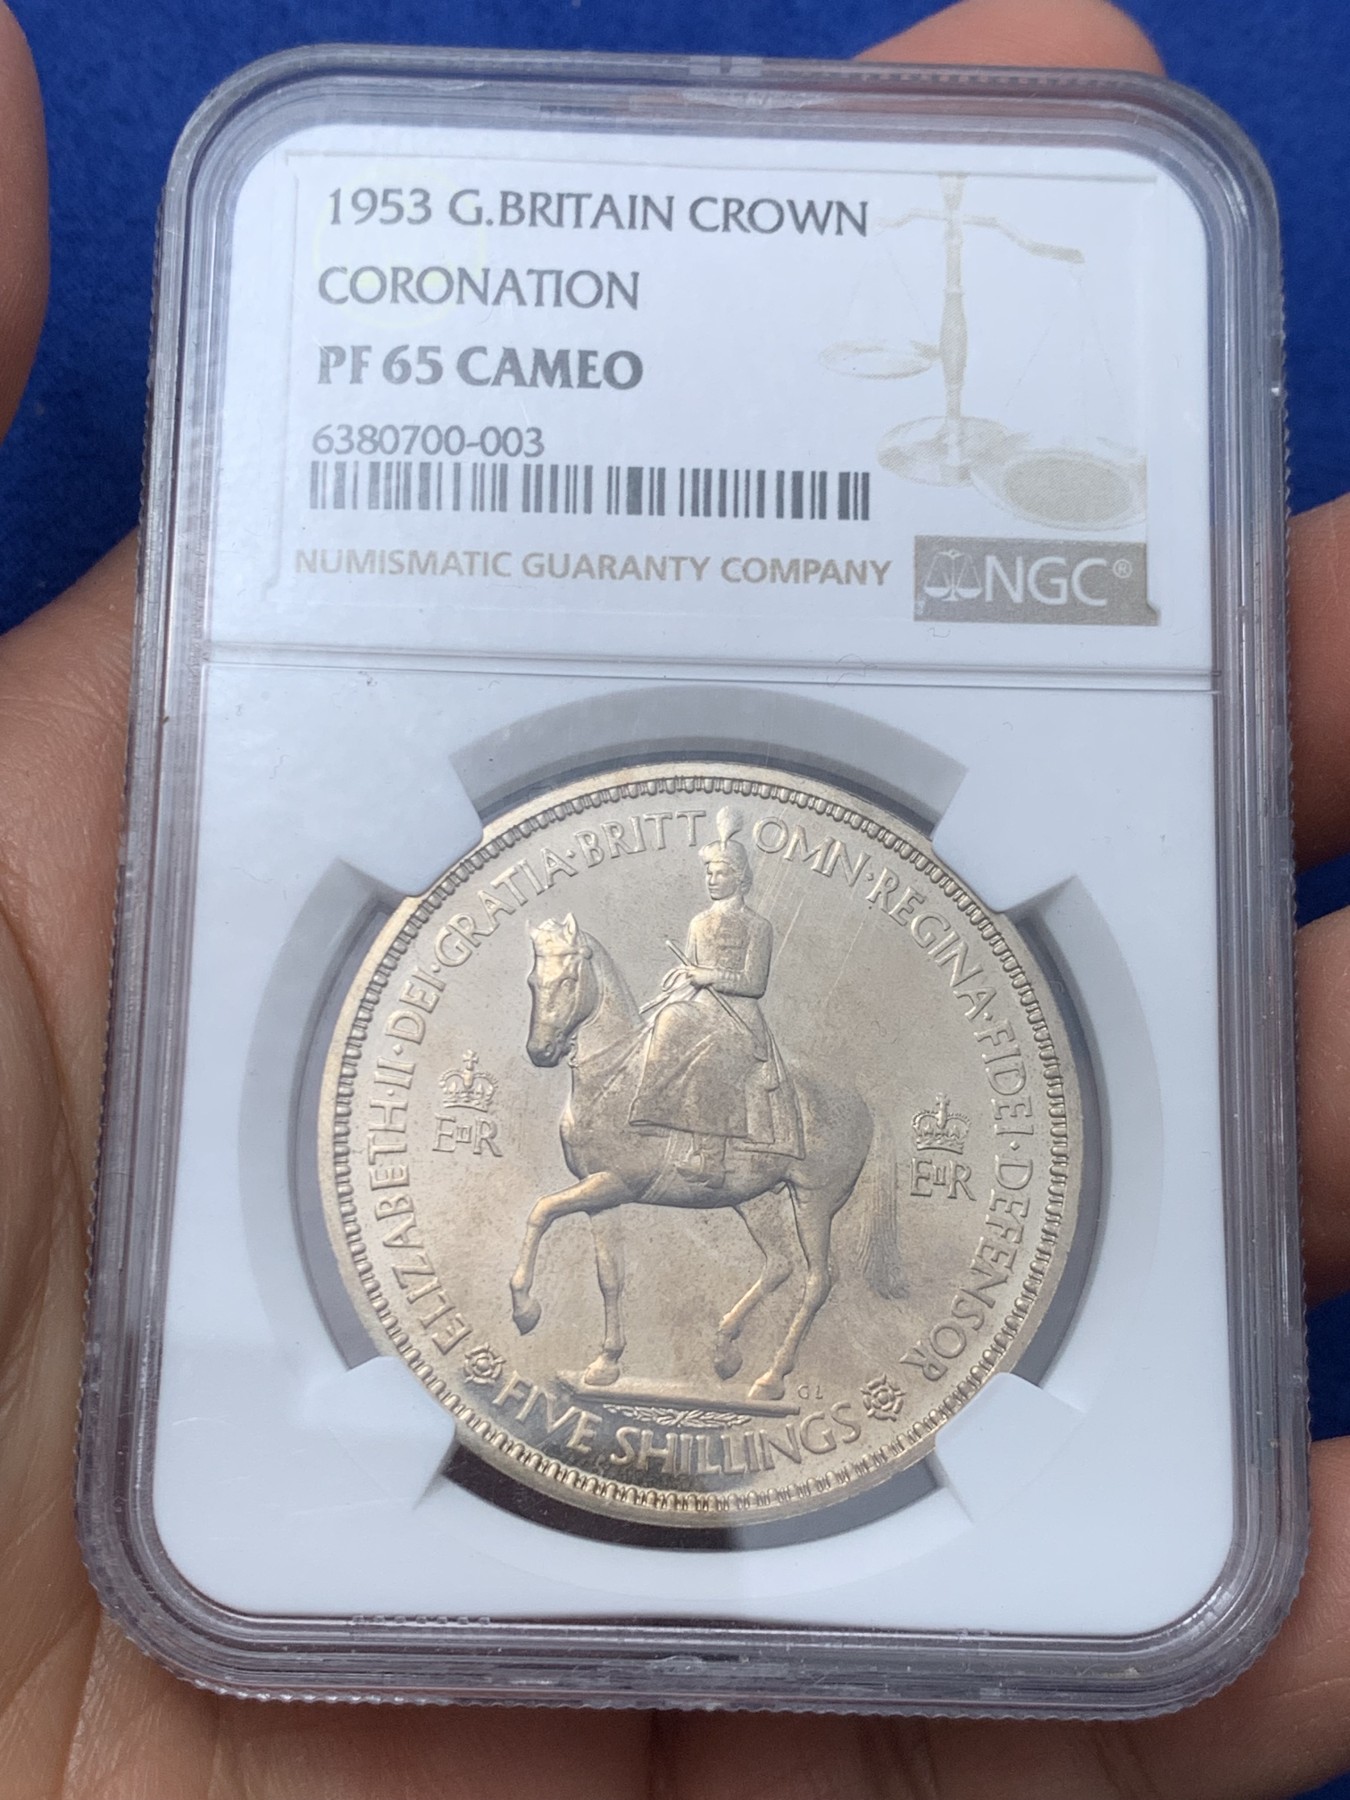 1953 G.BRITAIN CROWN
CORONATION
PF 65 CAMEO
6380700-003
NUMISMATIC GUARANTY COMPANY
NGC®
ELIZABETH·II·DEI·GRATIA·BRITT OMN·REGINA·FIDEI·DEFENSOR
EIIR
EIIR
GL
FIVE SHILLINGS